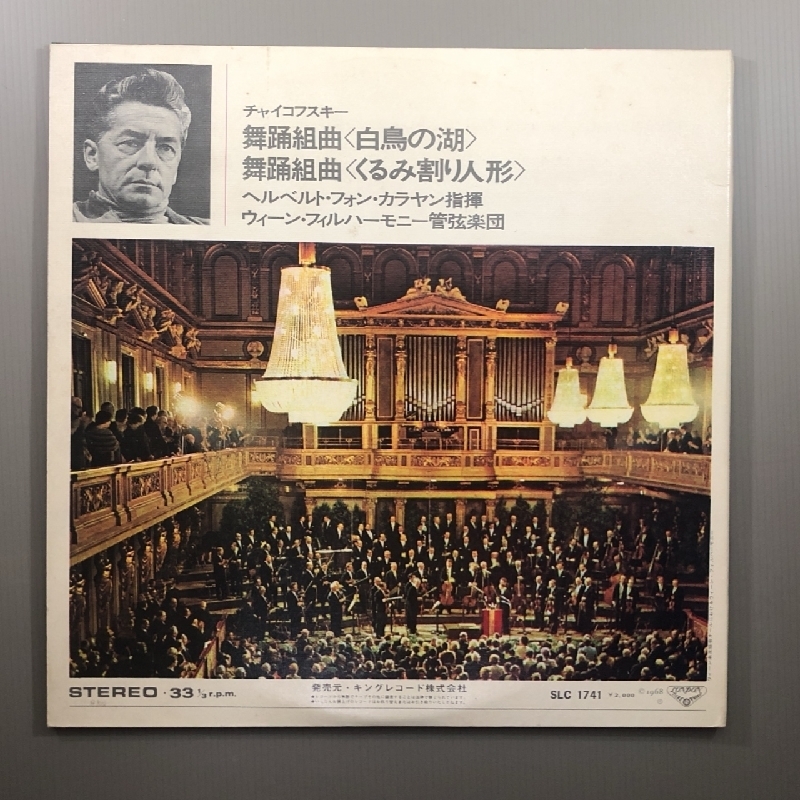 チャイコフスキー
舞踊組曲〈白鳥の湖〉
舞踊組曲〈くるみ割り人形〉
ヘルベルト・フォン・カラヤン指揮
ウィーン・フィルハーモニー管弦楽団
STEREO・33 1/3 r.p.m.
発売元・キングレコード株式会社
SLC 1741 ¥2,000 ©1968